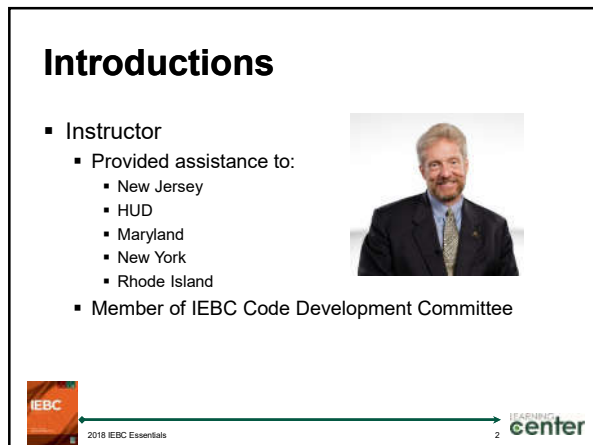 Introductions
▪ Instructor
▪ Provided assistance to:
▪ New Jersey
▪ HUD
▪ Maryland
▪ New York
▪ Rhode Island
▪ Member of IEBC Code Development Committee
IEBC
2018 IEBC Essentials
2
LEARNING
center